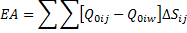 EA = ∑ ∑[Q₀ᵢⱼ − Q₀ᵢw]ΔSᵢⱼ